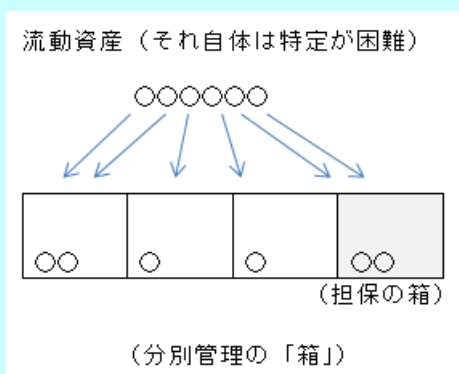 流動資産（それ自体は特定が困難）
○○○○○○
○○ ○ ○ ○○
（担保の箱）
（分別管理の「箱」）